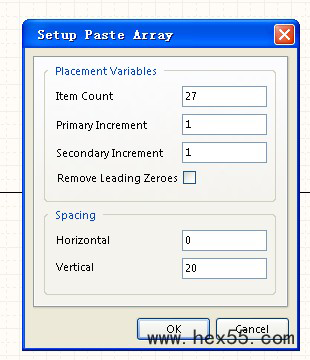 Setup Paste Array
Placement Variables
Item Count 27
Primary Increment 1
Secondary Increment 1
Remove Leading Zeroes
Spacing
Horizontal 0
Vertical 20
OK Cancel
www.hex55.com